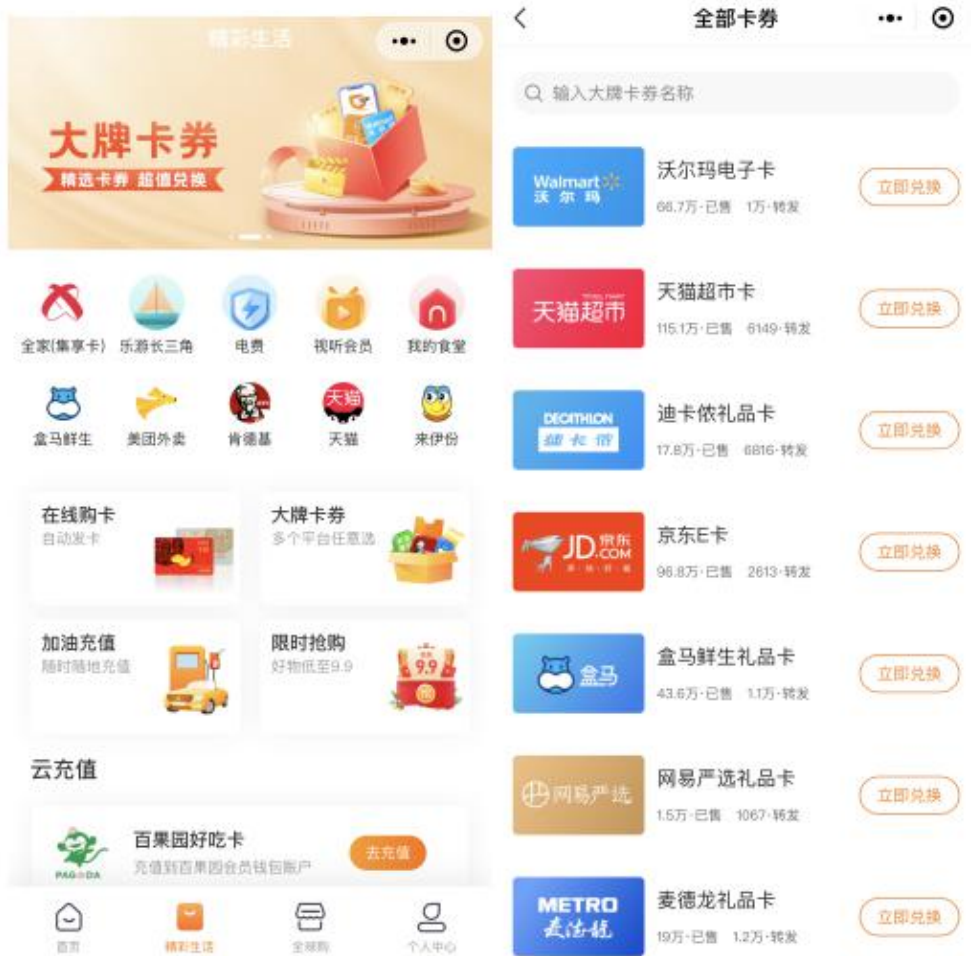 精彩生活
大牌卡券
精选卡券 超值兑换
全家(集享卡)
乐游长三角
电费
视听会员
我的食堂
盒马鲜生
美团外卖
肯德基
天猫
天猫
来伊份
在线购卡
自动发卡
大牌卡券
多个平台任意选
加油充值
随时随地充值
限时抢购
好物低至9.9
9.9
云充值
百果园好吃卡
充值到百果园会员钱包账户
去充值
PAGODA
首页
精彩生活
全球购
个人中心
全部卡券
输入大牌卡券名称
Walmart
沃尔玛
沃尔玛电子卡
66.7万·已售 1万·转发
立即兑换
天猫超市
天猫超市卡
115.1万·已售 6149·转发
立即兑换
DECATHLON
迪卡侬
迪卡侬礼品卡
17.8万·已售 6816·转发
立即兑换
JD.COM
京东
京东E卡
96.8万·已售 2613·转发
立即兑换
盒马
盒马鲜生礼品卡
43.6万·已售 1.1万·转发
立即兑换
网易严选
网易严选礼品卡
1.5万·已售 1067·转发
立即兑换
METRO
麦德龙
麦德龙礼品卡
19万·已售 1.2万·转发
立即兑换